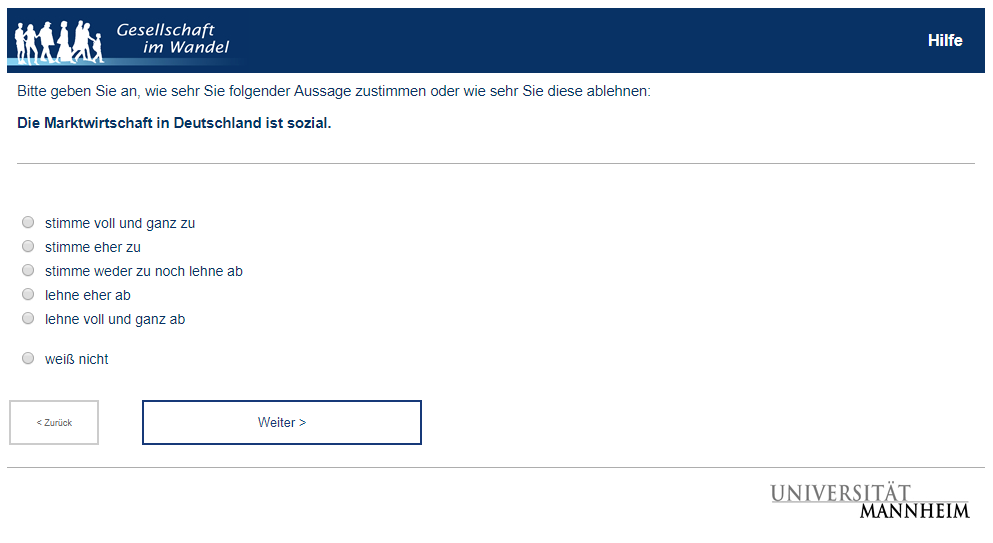 Gesellschaft
im Wandel
Hilfe
Bitte geben Sie an, wie sehr Sie folgender Aussage zustimmen oder wie sehr Sie diese ablehnen:
Die Marktwirtschaft in Deutschland ist sozial.
stimme voll und ganz zu
stimme eher zu
stimme weder zu noch lehne ab
lehne eher ab
lehne voll und ganz ab
weiß nicht
< Zurück
Weiter >
UNIVERSITÄT
MANNHEIM